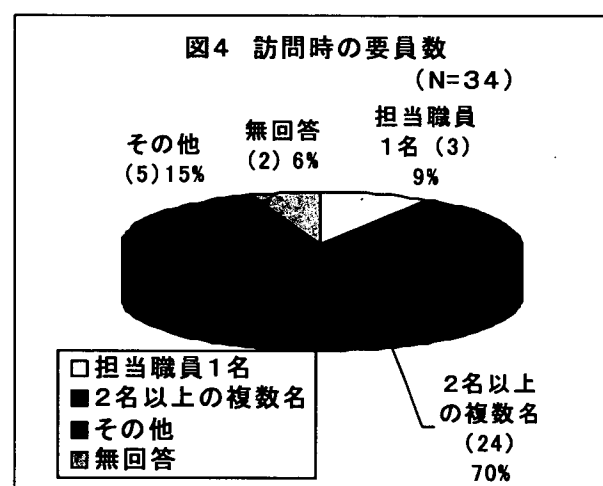 図4 訪問時の要員数
(N=34)
その他
(5)15%
無回答
(2) 6%
担当職員
1名 (3)
9%
□担当職員1名
■2名以上の複数名
■その他
無回答
2名以上
の複数名
(24)
70%